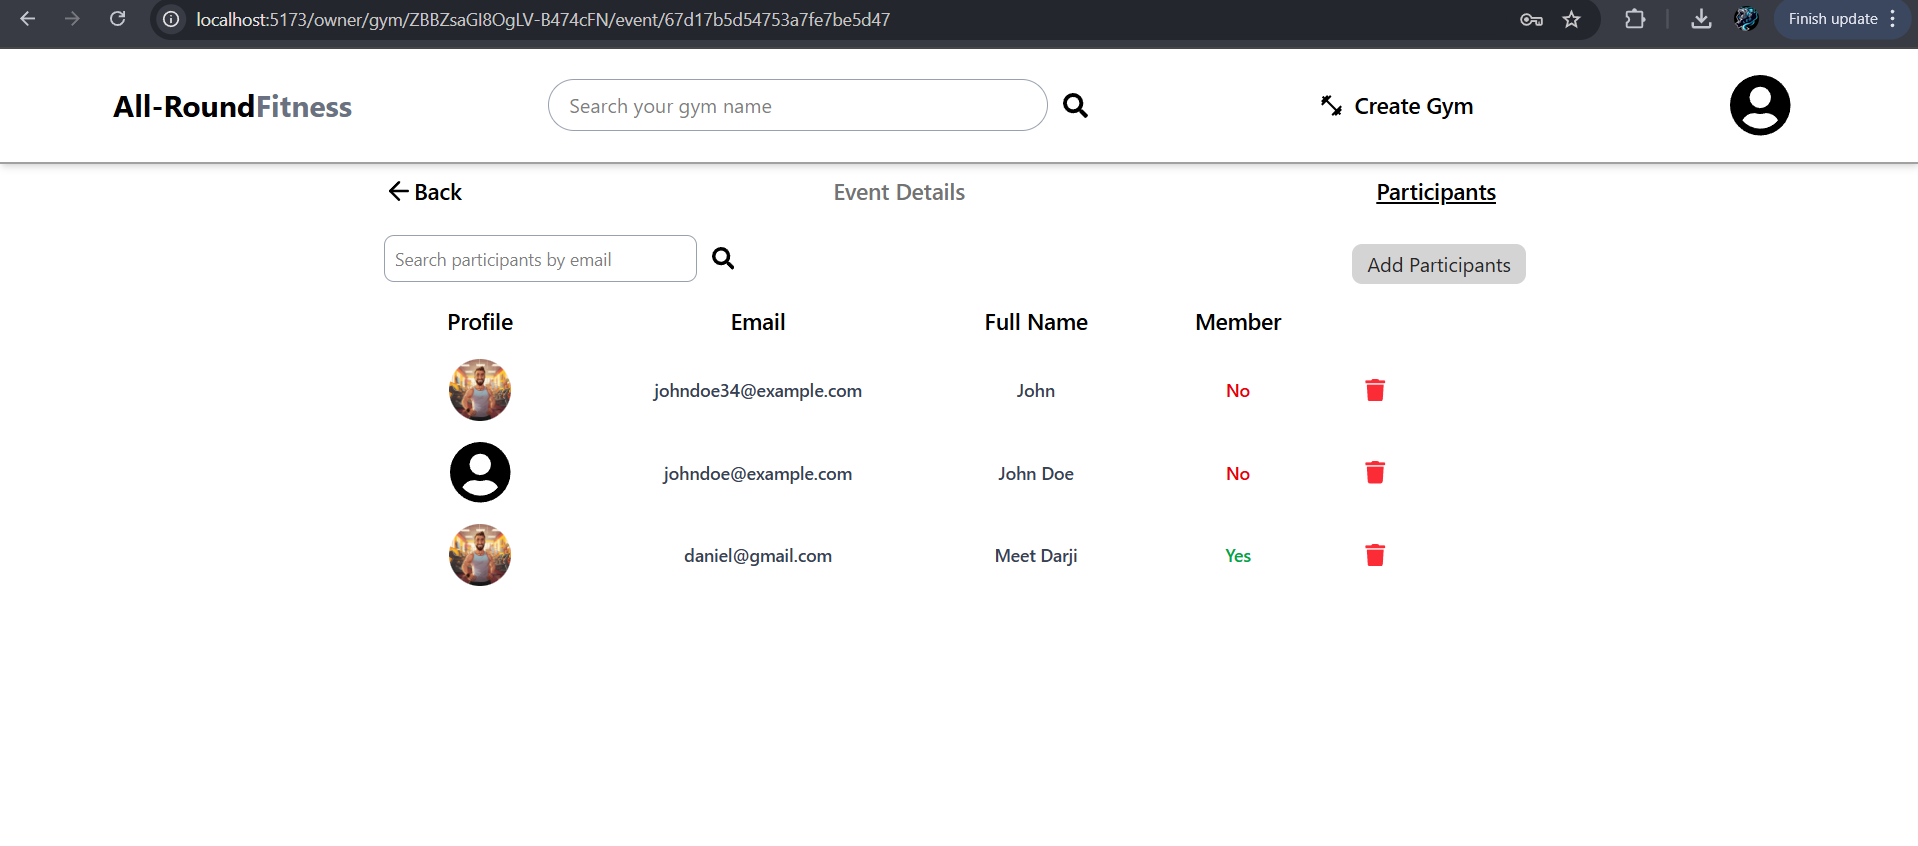 localhost:5173/owner/gym/ZBBZsaGI8OgLV-B474cFN/event/67d17b5d54753a7fe7be5d47
Finish update
All-RoundFitness
Search your gym name
Create Gym
Back
Event Details
Participants
Search participants by email
Add Participants
Profile Email Full Name Member
johndoe34@example.com John No
johndoe@example.com John Doe No
daniel@gmail.com Meet Darji Yes